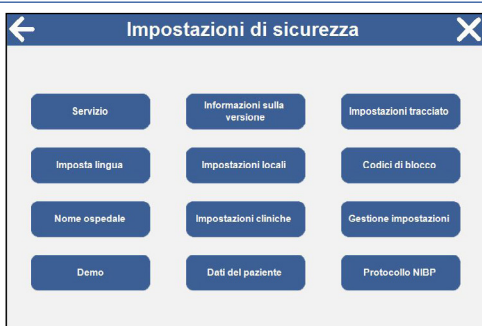 Impostazioni di sicurezza
Servizio
Informazioni sulla
versione
Impostazioni tracciato
Imposta lingua
Impostazioni locali
Codici di blocco
Nome ospedale
Impostazioni cliniche
Gestione impostazioni
Demo
Dati del paziente
Protocollo NIBP